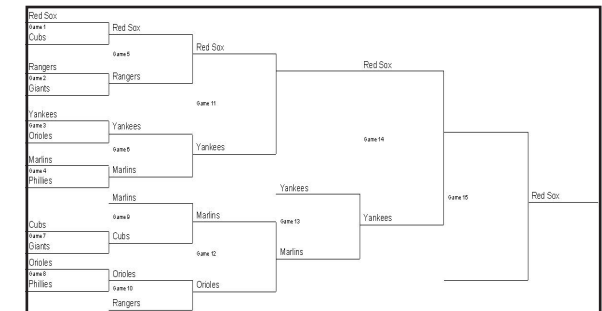 Red Sox
Game 1
Cubs
Red Sox
Game 5
Red Sox
Rangers
Game 2
Giants
Rangers
Game 11
Red Sox
Yankees
Game 3
Orioles
Yankees
Game 6
Yankees
Marlins
Game 4
Phillies
Marlins
Game 14
Marlins
Game 9
Cubs
Game 7
Giants
Cubs
Marlins
Game 12
Yankees
Game 13
Marlins
Yankees
Game 15
Red Sox
Orioles
Game 8
Phillies
Orioles
Game 10
Rangers
Orioles